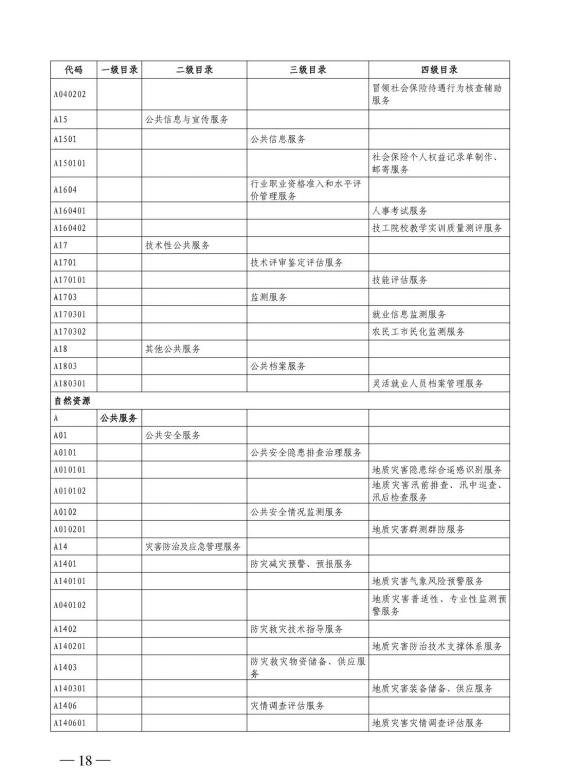 代码 一级目录 二级目录 三级目录 四级目录
A040202 冒领社会保险待遇行为核查辅助
服务
A15 公共信息与宣传服务
A1501 公共信息服务
A150101 社会保险个人权益记录单制作、
邮寄服务
A1604 行业职业资格准入和水平评
价管理服务
A160401 人事考试服务
A160402 技工院校教学实训质量测评服务
A17 技术性公共服务
A1701 技术评审鉴定评估服务
A170101 技能评估服务
A1703 监测服务
A170301 就业信息监测服务
A170302 农民工市民化监测服务
A18 其他公共服务
A1803 公共档案服务
A180301 灵活就业人员档案管理服务
自然资源
A 公共服务
A01 公共安全服务
A0101 公共安全隐患排查治理服务
A010101 地质灾害隐患综合遥感识别服务
A010102 地质灾害汛前排查、汛中巡查、
汛后检查服务
A0102 公共安全情况监测服务
A010201 地质灾害群测群防服务
A14 灾害防治及应急管理服务
A1401 防灾减灾预警、预报服务
A140101 地质灾害气象风险预警服务
A040102 地质灾害普适性、专业性监测预
警服务
A1402 防灾救灾技术指导服务
A140201 地质灾害防治技术支撑体系服务
A1403 防灾救灾物资储备、供应服
务
A140301 地质灾害装备储备、供应服务
A1406 灾情调查评估服务
A140601 地质灾害灾情调查评估服务
— 18 —